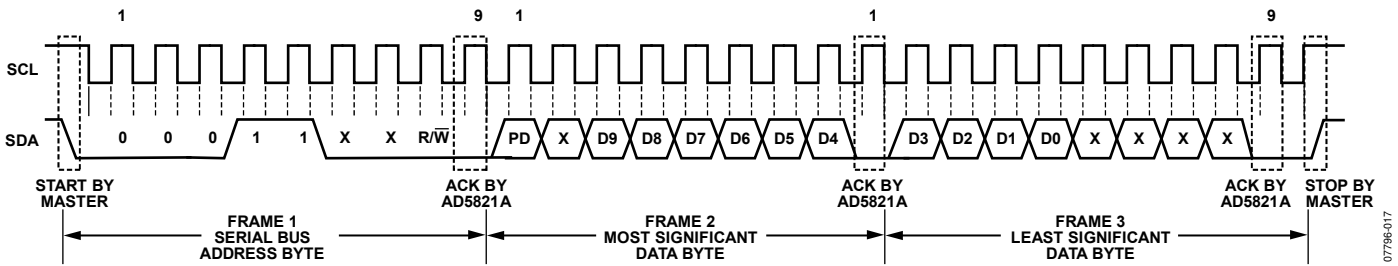 1 9 1 1 9
SCL
SDA 0 0 0 1 1 X X R/W̅ PD X D9 D8 D7 D6 D5 D4 D3 D2 D1 D0 X X X X
START BY
MASTER
ACK BY
AD5821A
ACK BY
AD5821A
ACK BY
AD5821A
STOP BY
MASTER
FRAME 1
SERIAL BUS
ADDRESS BYTE
FRAME 2
MOST SIGNIFICANT
DATA BYTE
FRAME 3
LEAST SIGNIFICANT
DATA BYTE
07796-017